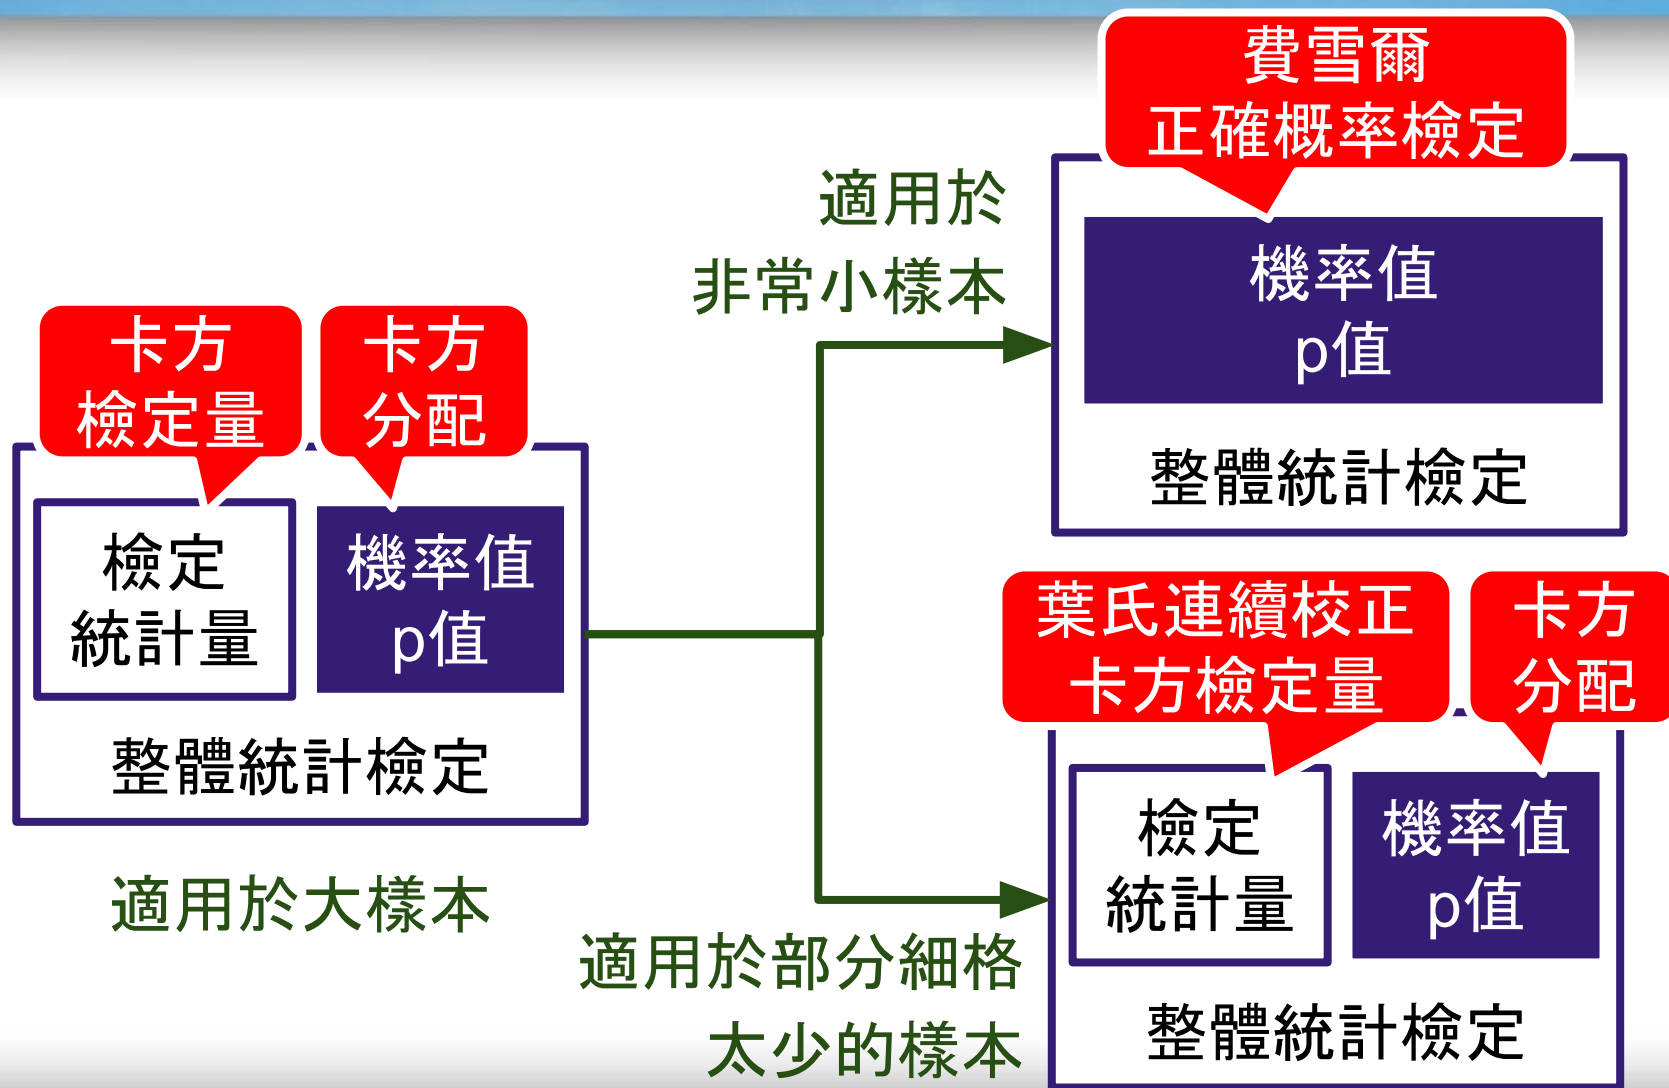 卡方
檢定量
卡方
分配
檢定
統計量
機率值
p值
整體統計檢定
適用於大樣本
適用於
非常小樣本
費雪爾
正確概率檢定
機率值
p值
整體統計檢定
適用於部分細格
太少的樣本
葉氏連續校正
卡方檢定量
卡方
分配
檢定
統計量
機率值
p值
整體統計檢定